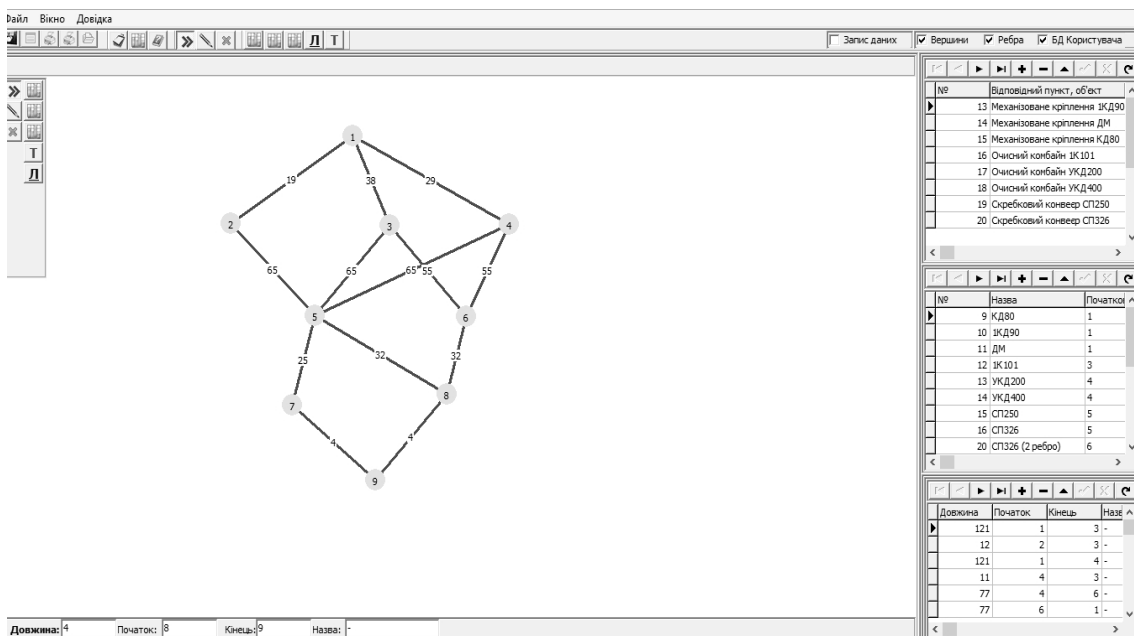 Файл Вікно Довідка
Л Т
Запис даних Вершини Ребра БД Користувача
Т
Л
1
19 38 29
2 3 4
65 65 65 55 55
5 6
25 32 32
7 8
4 4
9
№ Відповідний пункт, об'єкт
13 Механізоване кріплення 1КД90
14 Механізоване кріплення ДМ
15 Механізоване кріплення КД80
16 Очисний комбайн 1К101
17 Очисний комбайн УКД200
18 Очисний комбайн УКД400
19 Скребковий конвеєр СП250
20 Скребковий конвеєр СП326
№ Назва Початко
9 КД80 1
10 1КД90 1
11 ДМ 1
12 1К101 3
13 УКД200 4
14 УКД400 4
15 СП250 5
16 СП326 5
20 СП326 (2 ребро) 6
Довжина Початок Кінець Назв
121 1 3 -
12 2 3 -
121 1 4 -
11 4 3 -
77 4 6 -
77 6 1 -
Довжина: 4 Початок: 8 Кінець: 9 Назва: -